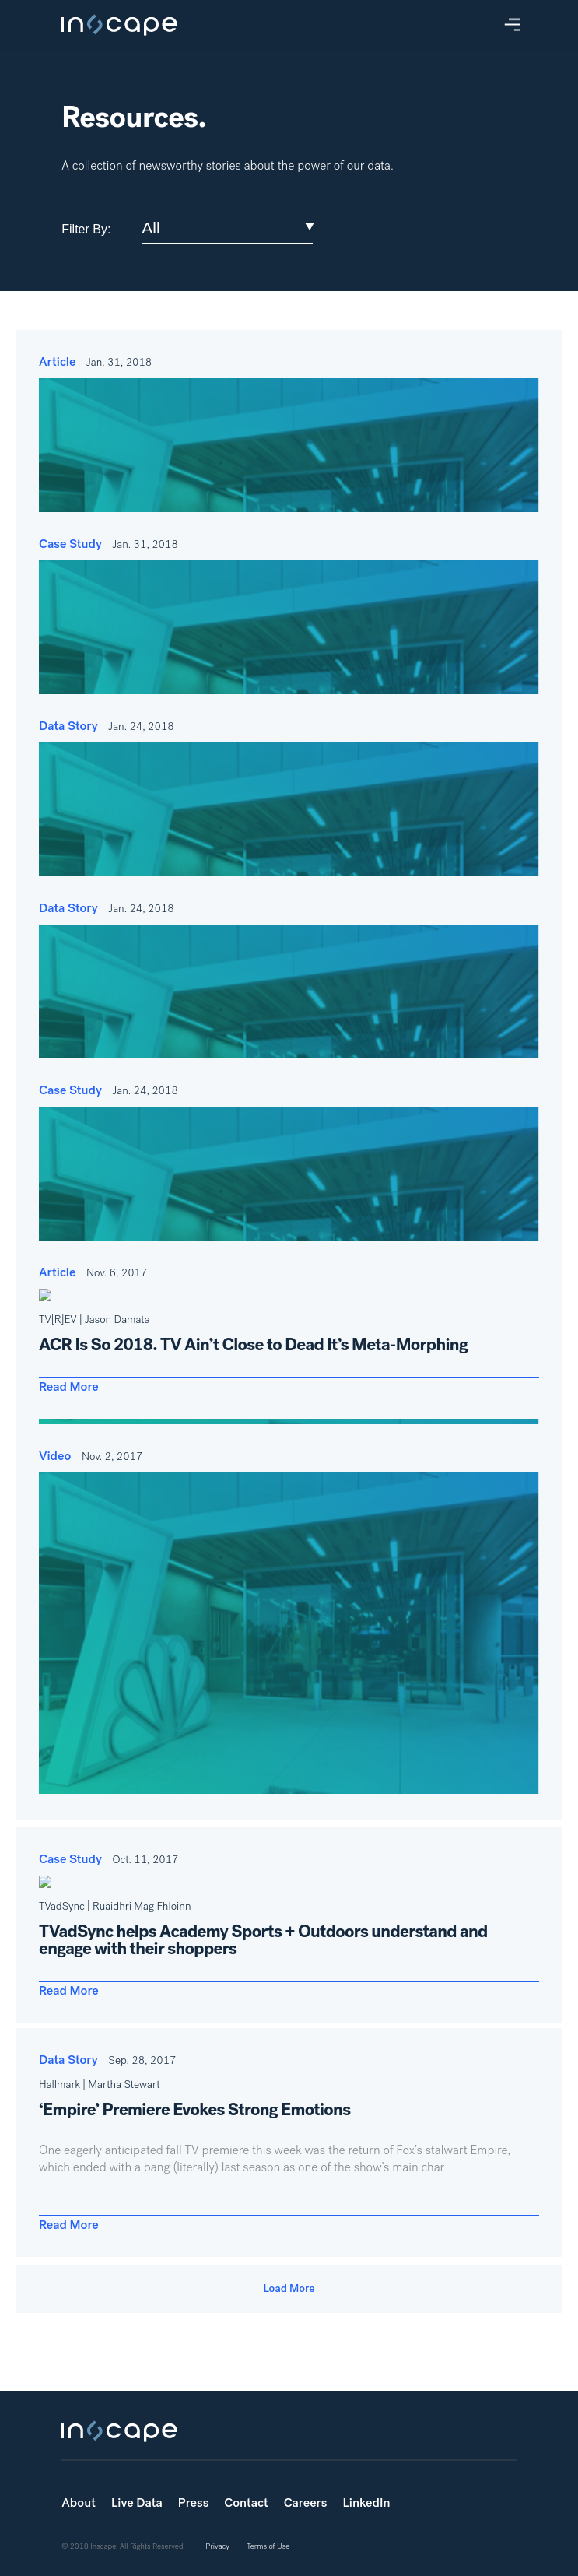 inscape
Resources.
A collection of newsworthy stories about the power of our data.
Filter By: All
Article Jan. 31, 2018
Case Study Jan. 31, 2018
Data Story Jan. 24, 2018
Data Story Jan. 24, 2018
Case Study Jan. 24, 2018
Article Nov. 6, 2017
TV[R]EV | Jason Damata
ACR Is So 2018. TV Ain’t Close to Dead It’s Meta-Morphing
Read More
Video Nov. 2, 2017
Case Study Oct. 11, 2017
TVadSync | Ruaidhri Mag Fhloinn
TVadSync helps Academy Sports + Outdoors understand and
engage with their shoppers
Read More
Data Story Sep. 28, 2017
Hallmark | Martha Stewart
‘Empire’ Premiere Evokes Strong Emotions
One eagerly anticipated fall TV premiere this week was the return of Fox’s stalwart Empire,
which ended with a bang (literally) last season as one of the show’s main char
Read More
Load More
inscape
About Live Data Press Contact Careers LinkedIn
© 2018 Inscape. All Rights Reserved. Privacy Terms of Use